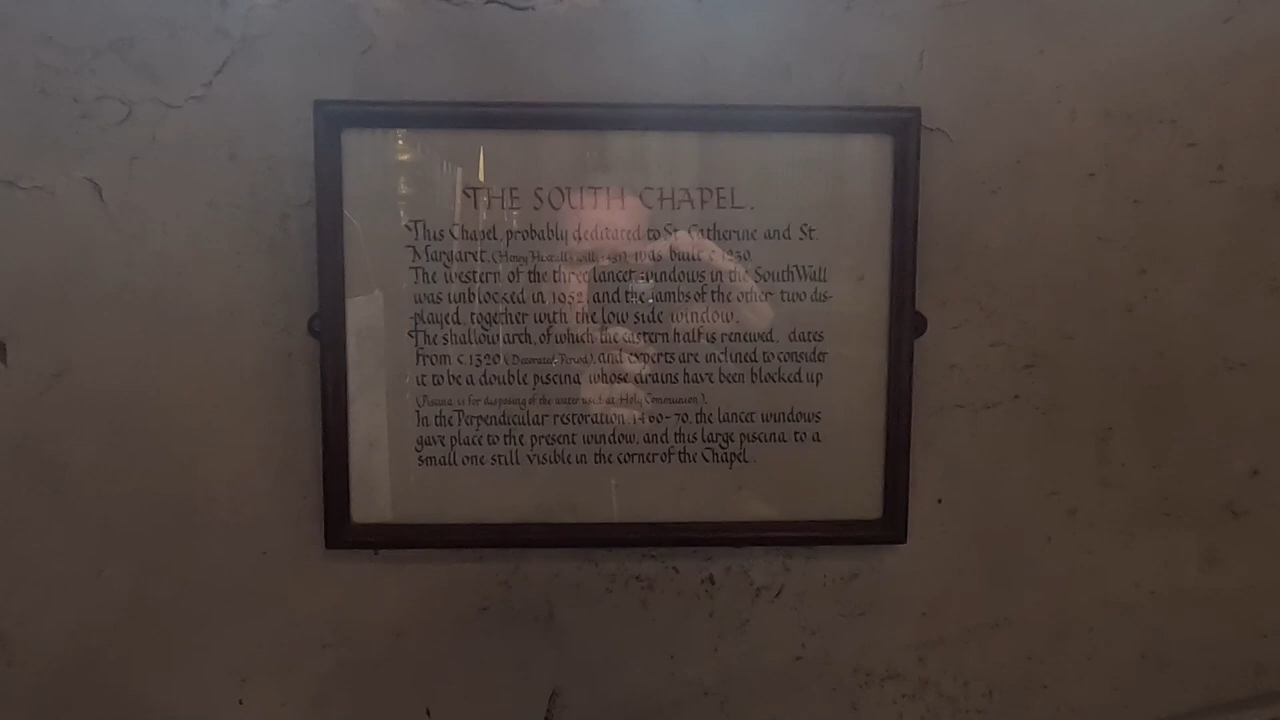 THE SOUTH CHAPEL.
This Chapel, probably dedicated to St. Catherine and St.
Margaret, (Henry will was built c. 1230.
The western of the three lancet windows in the South Wall
was unblocked in and the jambs of the other two dis-
-played, together with the low side window.
The shallow arch, of which the eastern half is renewed, dates
from c.1320 (Decorated Period), and experts are inclined to consider
it to be a double piscina whose drains have been blocked up
(Piscina is for disposing of the water used at Holy Communion).
In the Perpendicular restoration, 1460-70, the lancet windows
gave place to the present window, and this large piscina to a
small one still visible in the corner of the Chapel.